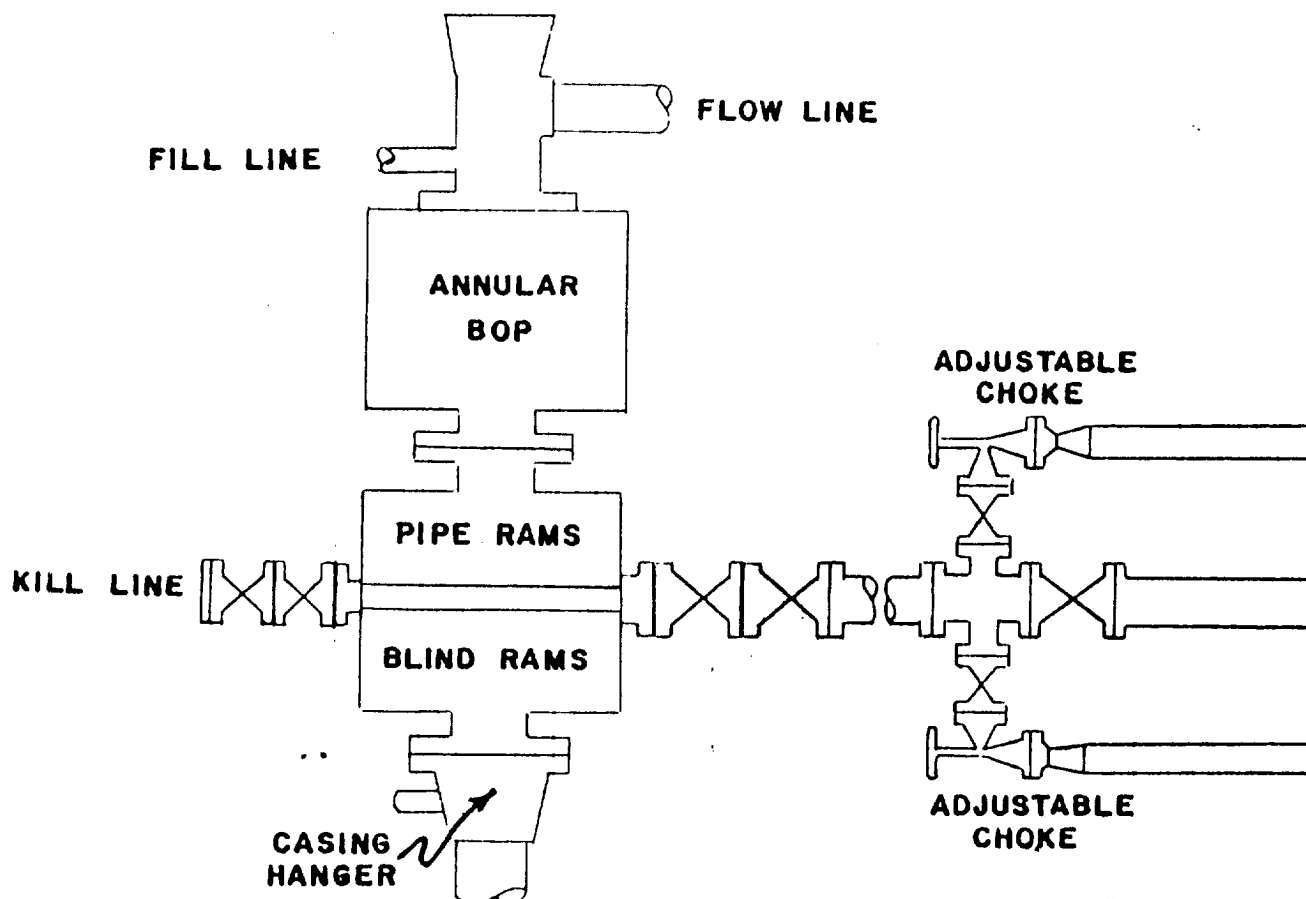 FLOW LINE
FILL LINE
ANNULAR
BOP
ADJUSTABLE
CHOKE
PIPE RAMS
KILL LINE
BLIND RAMS
ADJUSTABLE
CHOKE
CASING
HANGER